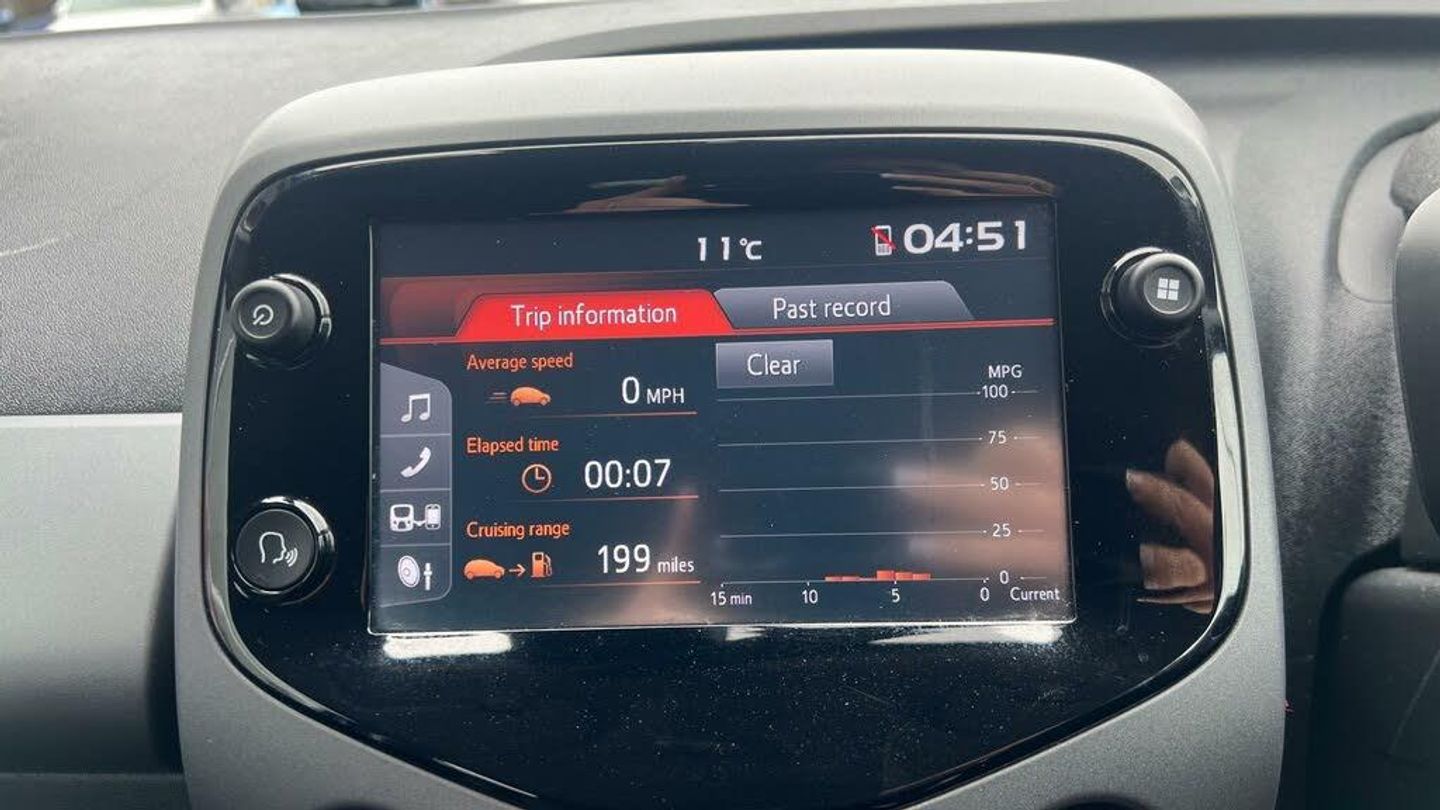 11°C
04:51
Trip information
Past record
Average speed
0 MPH
Elapsed time
00:07
Cruising range
199 miles
Clear
MPG
100
75
50
25
0
15 min 10 5 0 Current